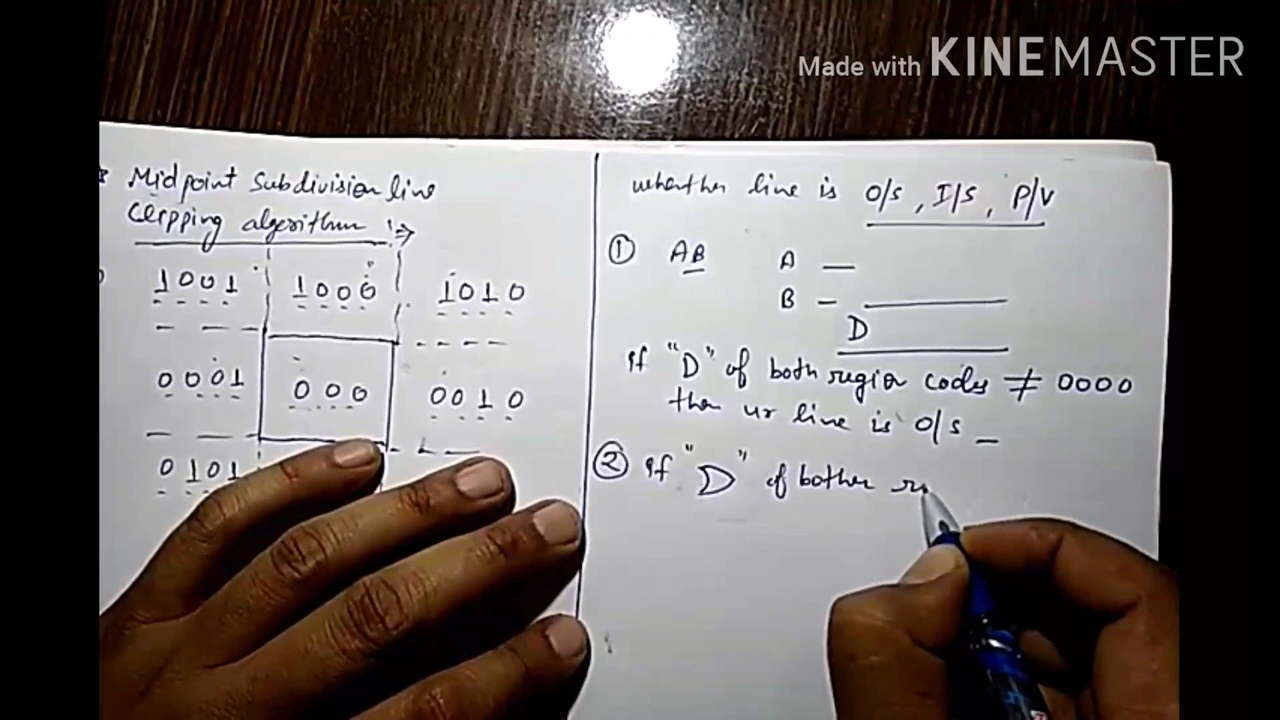 Made with KINEMASTER
Midpoint Subdivision line
Clipping algorithm :→
1001 1000 1010
0001 000 0010
0101
whether line is O/S, I/S, P/V
① AB A —
B —
D
If "D" of both region codes ≠ 0000
then ur line is O/S _
② If "D" of bother re